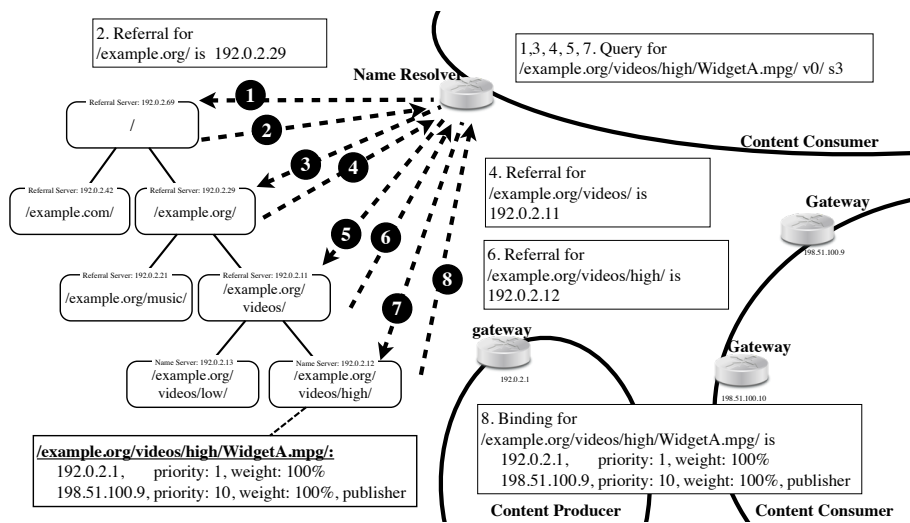 2. Referral for
/example.org/ is 192.0.2.29
1,3, 4, 5, 7. Query for
/example.org/videos/high/WidgetA.mpg/ v0/ s3
Name Resolver
Content Consumer
Referral Server: 192.0.2.69
/
1
2
3
4
5
6
7
8
Referral Server: 192.0.2.42
/example.com/
Referral Server: 192.0.2.29
/example.org/
4. Referral for
/example.org/videos/ is
192.0.2.11
Gateway
198.51.100.9
Referral Server: 192.0.2.21
/example.org/music/
Referral Server: 192.0.2.11
/example.org/
videos/
6. Referral for
/example.org/videos/high/ is
192.0.2.12
gateway
192.0.2.1
Gateway
198.51.100.10
Name Server: 192.0.2.13
/example.org/
videos/low/
Name Server: 192.0.2.12
/example.org/
videos/high/
/example.org/videos/high/WidgetA.mpg/:
192.0.2.1, priority: 1, weight: 100%
198.51.100.9, priority: 10, weight: 100%, publisher
8. Binding for
/example.org/videos/high/WidgetA.mpg/ is
192.0.2.1, priority: 1, weight: 100%
198.51.100.9, priority: 10, weight: 100%, publisher
Content Producer
Content Consumer